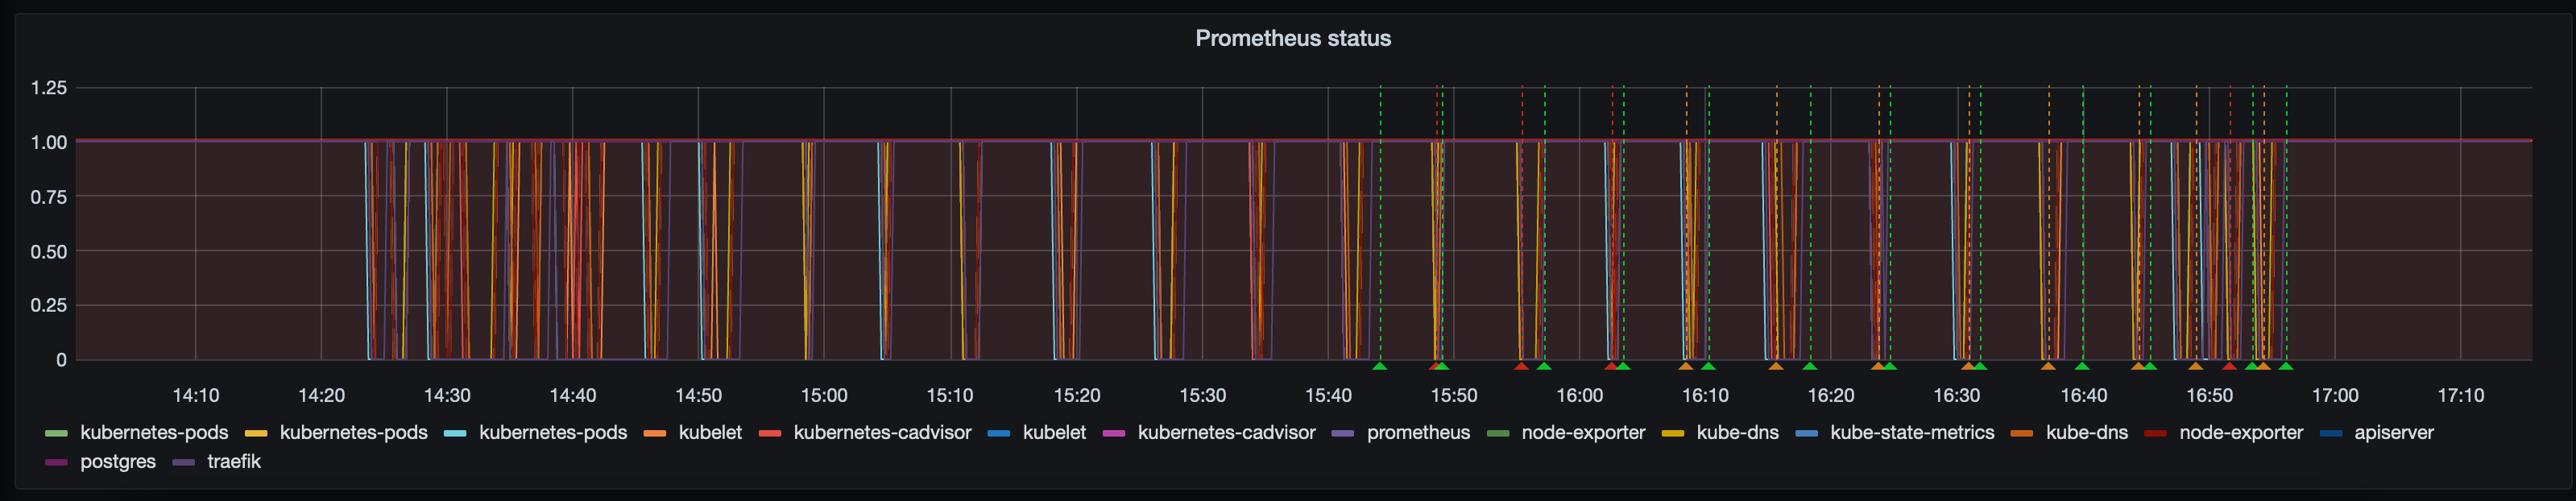 Prometheus status
1.25
1.00
0.75
0.50
0.25
0
14:10 14:20 14:30 14:40 14:50 15:00 15:10 15:20 15:30 15:40 15:50 16:00 16:10 16:20 16:30 16:40 16:50 17:00 17:10
kubernetes-pods kubernetes-pods kubernetes-pods kubelet kubernetes-cadvisor kubelet kubernetes-cadvisor prometheus node-exporter kube-dns kube-state-metrics kube-dns node-exporter apiserver
postgres traefik